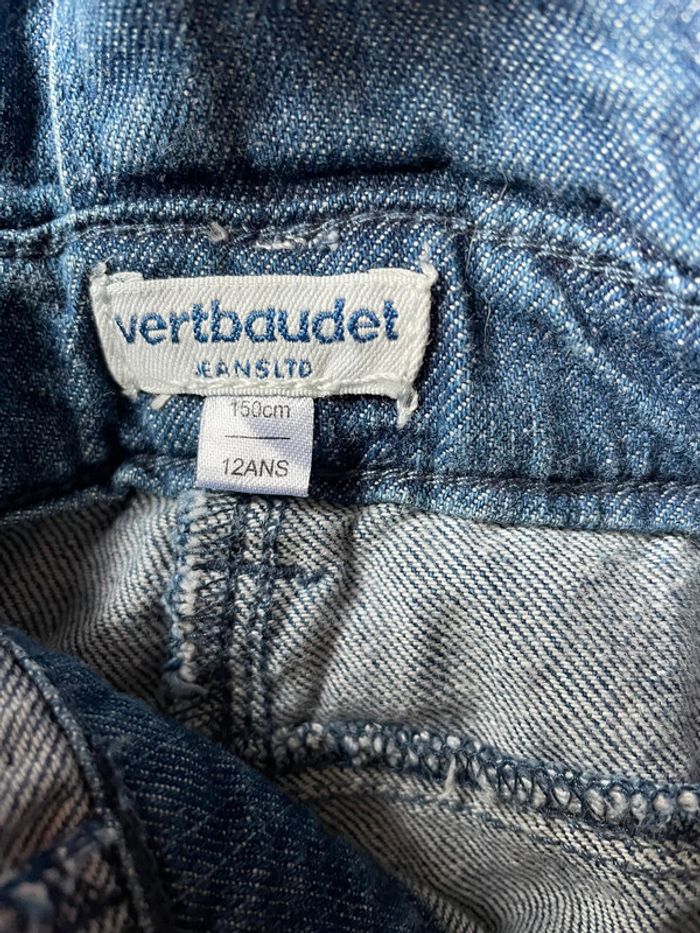 vertbaudet
JEANS LTD
150cm
12ANS